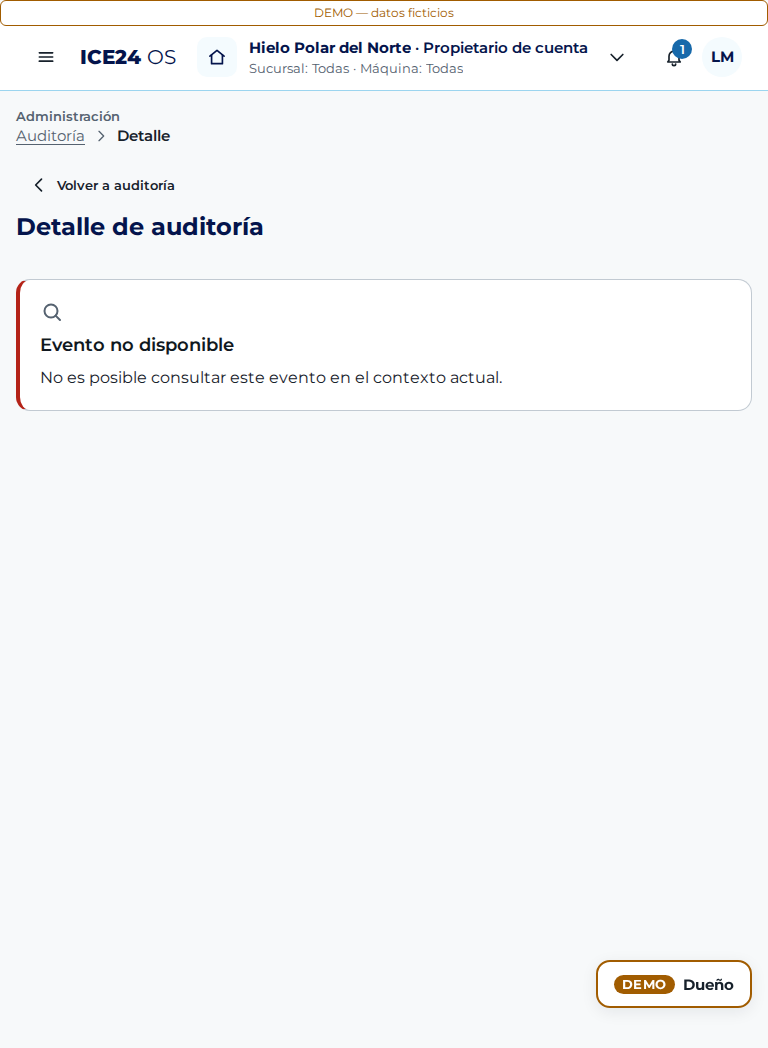 DEMO — datos ficticios
ICE24 OS
Hielo Polar del Norte · Propietario de cuenta
Sucursal: Todas · Máquina: Todas
1
LM
Administración
Auditoría > Detalle
Volver a auditoría
Detalle de auditoría
Evento no disponible
No es posible consultar este evento en el contexto actual.
DEMO Dueño